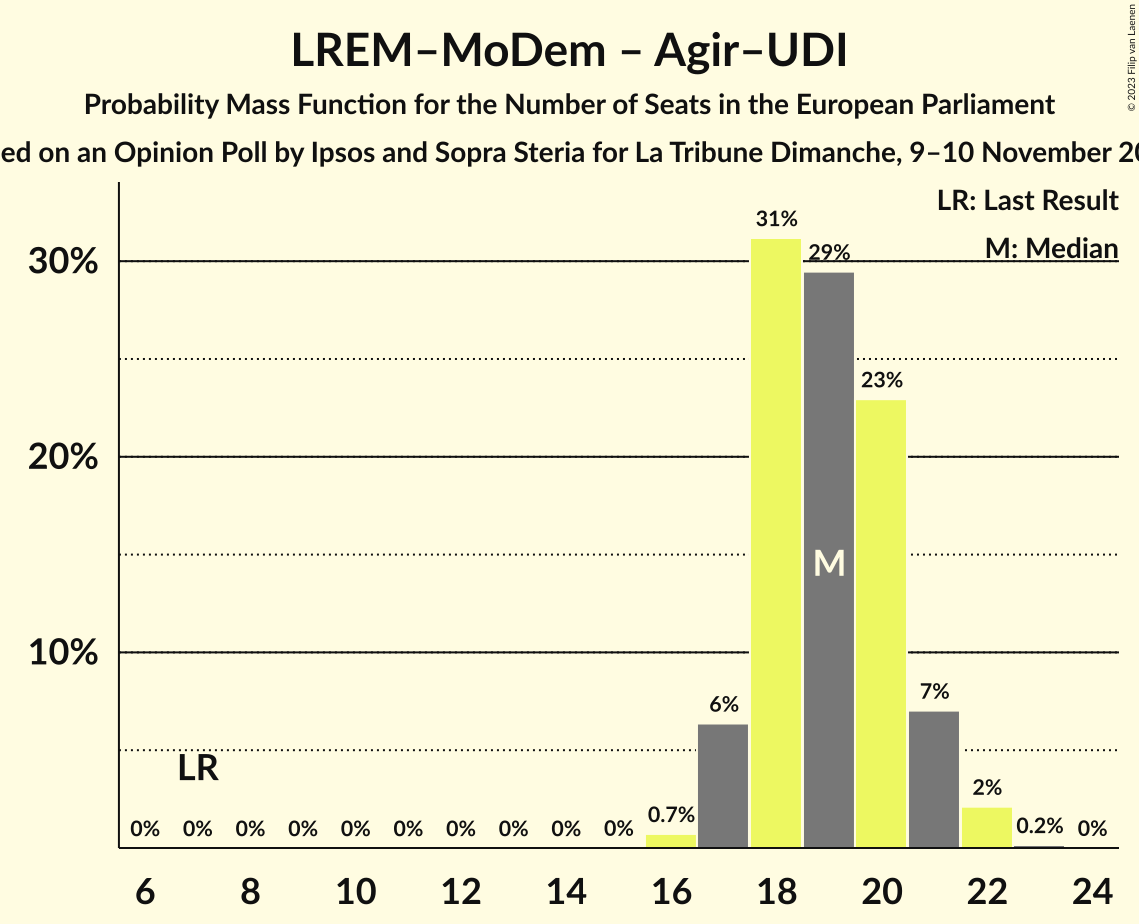 LREM–MoDem – Agir–UDI
Probability Mass Function for the Number of Seats in the European Parliament
ed on an Opinion Poll by Ipsos and Sopra Steria for La Tribune Dimanche, 9–10 November 20
© 2023 Filip van Laenen
LR: Last Result
M: Median
31%
30%
29%
23%
20%
M
10%
7%
6%
LR
2%
0% 0% 0% 0% 0% 0% 0% 0% 0% 0% 0.7% 0.2% 0%
6 8 10 12 14 16 18 20 22 24